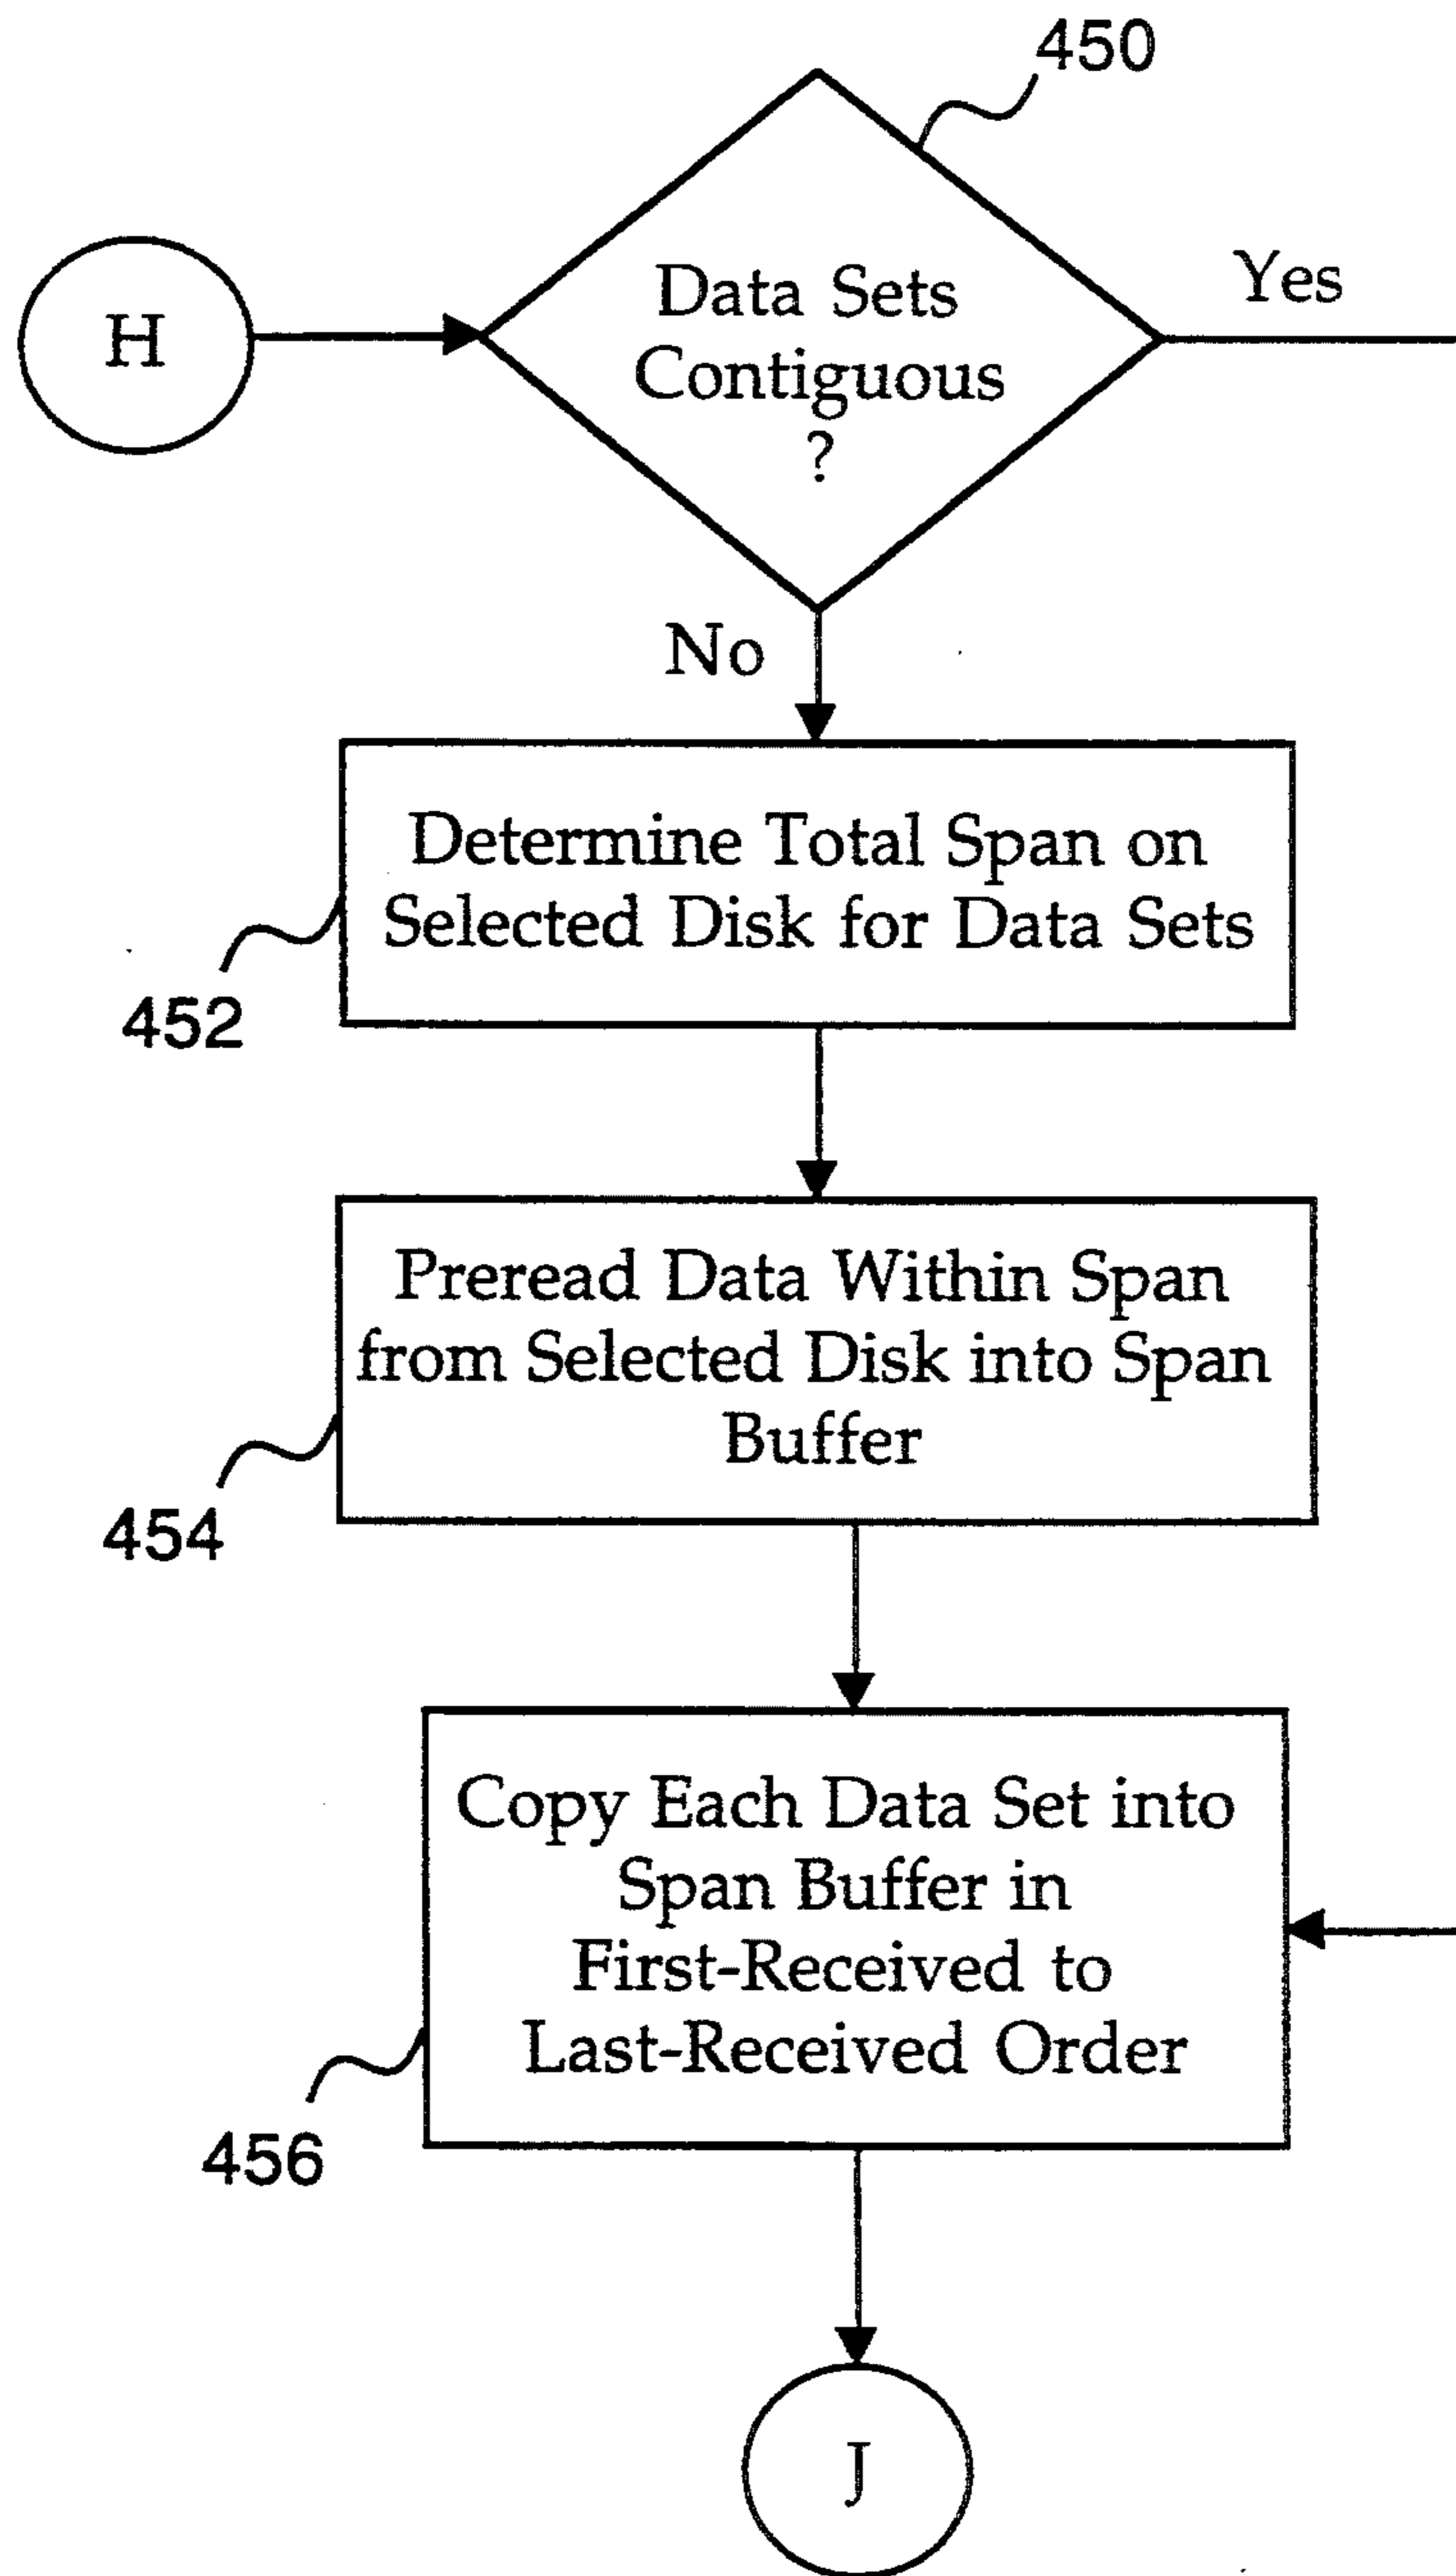 450
H
Data Sets
Contiguous
?
Yes
No
Determine Total Span on
Selected Disk for Data Sets
452
Preread Data Within Span
from Selected Disk into Span
Buffer
454
Copy Each Data Set into
Span Buffer in
First-Received to
Last-Received Order
456
J